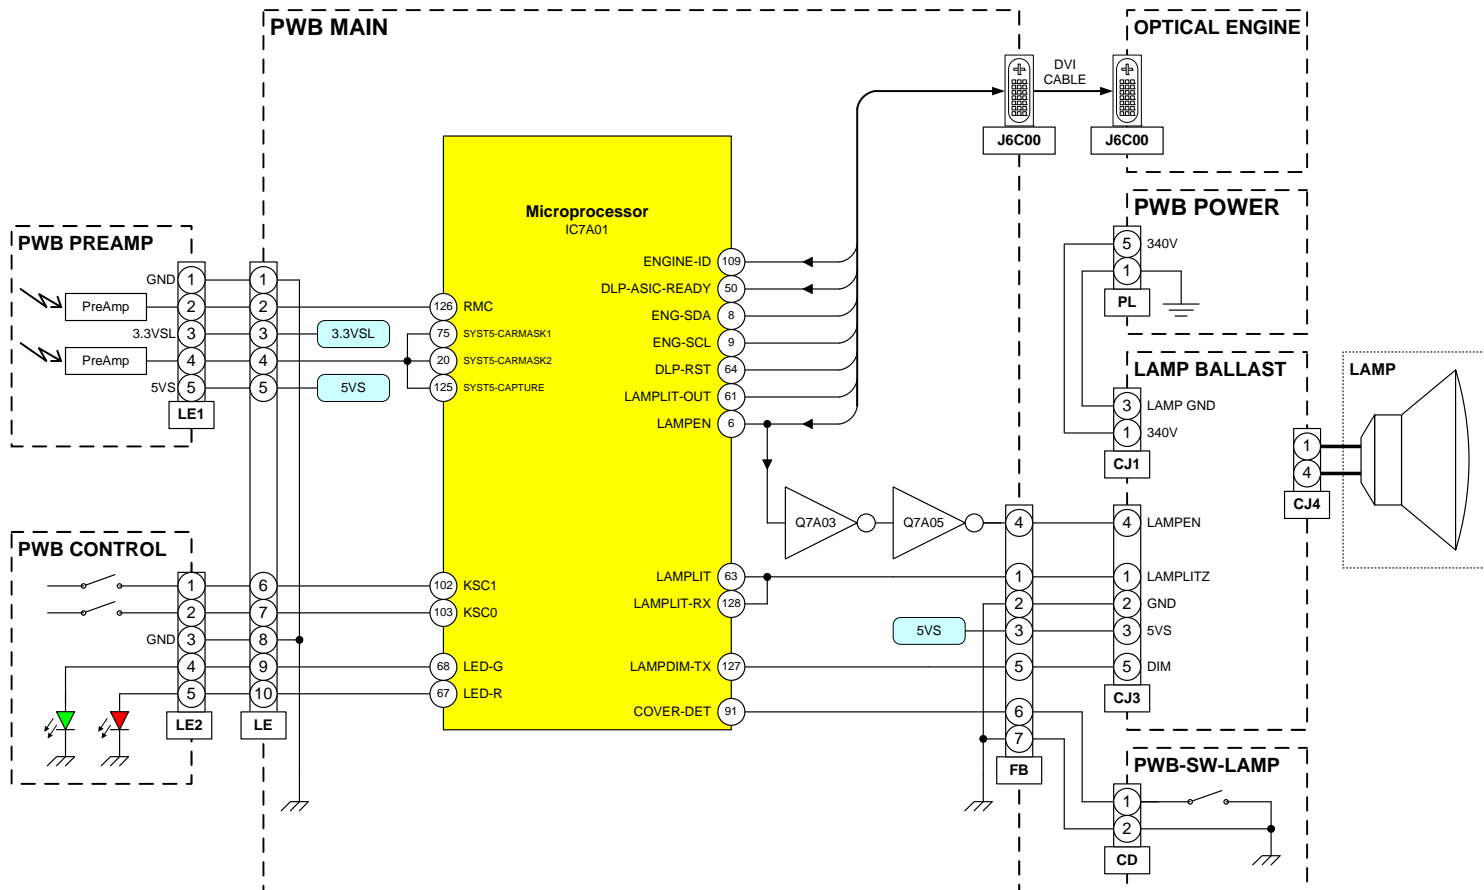 PWB MAIN
OPTICAL ENGINE
DVI
CABLE
J6C00
J6C00
Microprocessor
IC7A01
PWB POWER
5
340V
1
PL
PWB PREAMP
GND
1
1
PreAmp
2
2
126
RMC
3.3VSL
3
3
3.3VSL
75
SYST5-CARMASK1
PreAmp
4
4
20
SYST5-CARMASK2
5VS
5
5
5VS
125
SYST5-CAPTURE
LE1
ENGINE-ID
109
DLP-ASIC-READY
50
ENG-SDA
8
ENG-SCL
9
DLP-RST
64
LAMPLIT-OUT
61
LAMPEN
6
LAMP BALLAST
3
LAMP GND
1
340V
CJ1
1
4
CJ4
LAMP
Q7A03
Q7A05
4
4
LAMPEN
PWB CONTROL
1
6
102
KSC1
2
7
103
KSC0
GND
3
8
4
9
68
LED-G
5
10
67
LED-R
LE2
LE
LAMPLIT
63
1
1
LAMPLITZ
LAMPLIT-RX
128
2
2
GND
5VS
3
3
5VS
LAMPDIM-TX
127
5
5
DIM
CJ3
COVER-DET
91
6
7
FB
PWB-SW-LAMP
1
2
CD